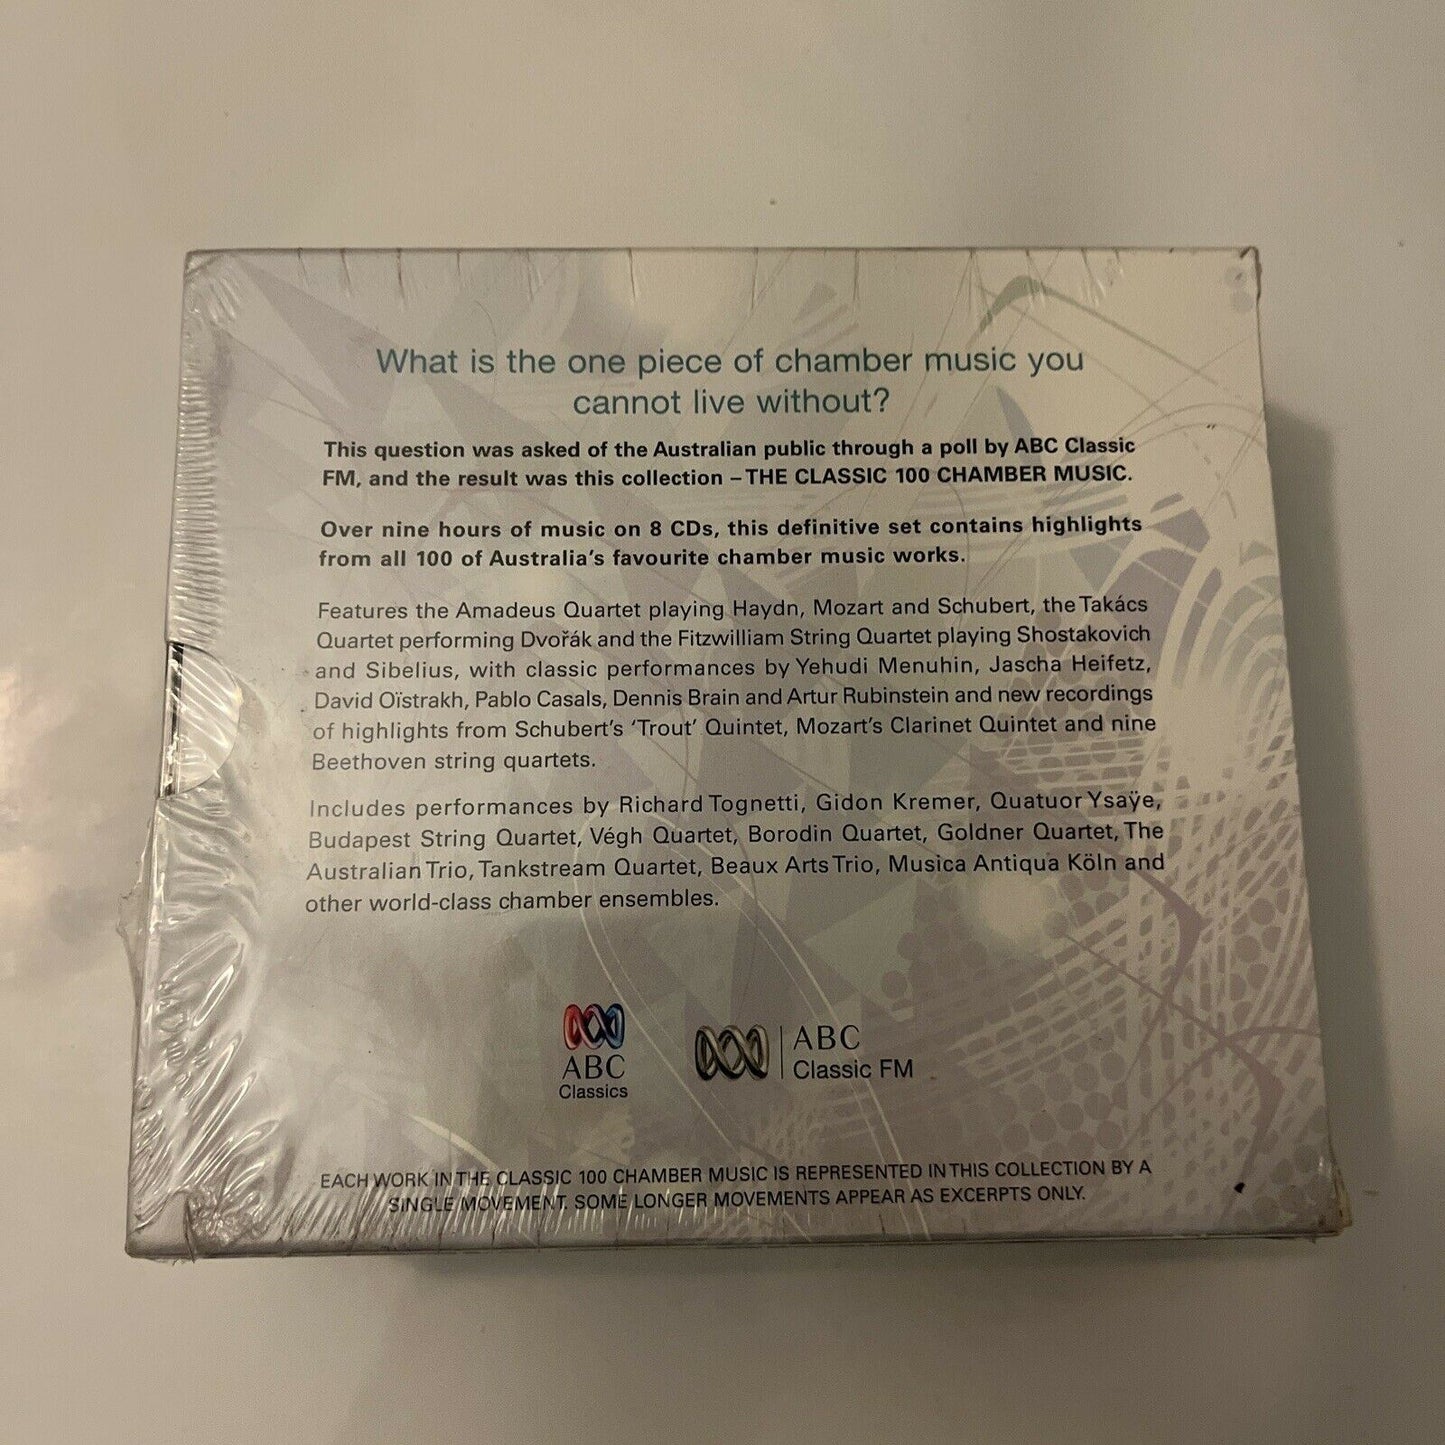 What is the one piece of chamber music you
cannot live without?
This question was asked of the Australian public through a poll by ABC Classic
FM, and the result was this collection – THE CLASSIC 100 CHAMBER MUSIC.
Over nine hours of music on 8 CDs, this definitive set contains highlights
from all 100 of Australia's favourite chamber music works.
Features the Amadeus Quartet playing Haydn, Mozart and Schubert, the Takács
Quartet performing Dvořák and the Fitzwilliam String Quartet playing Shostakovich
and Sibelius, with classic performances by Yehudi Menuhin, Jascha Heifetz,
David Oïstrakh, Pablo Casals, Dennis Brain and Artur Rubinstein and new recordings
of highlights from Schubert's 'Trout' Quintet, Mozart's Clarinet Quintet and nine
Beethoven string quartets.
Includes performances by Richard Tognetti, Gidon Kremer, Quatuor Ysaÿe,
Budapest String Quartet, Végh Quartet, Borodin Quartet, Goldner Quartet, The
Australian Trio, Tankstream Quartet, Beaux Arts Trio, Musica Antiqua Köln and
other world-class chamber ensembles.
ABC
Classics
ABC
Classic FM
EACH WORK IN THE CLASSIC 100 CHAMBER MUSIC IS REPRESENTED IN THIS COLLECTION BY A
SINGLE MOVEMENT. SOME LONGER MOVEMENTS APPEAR AS EXCERPTS ONLY.